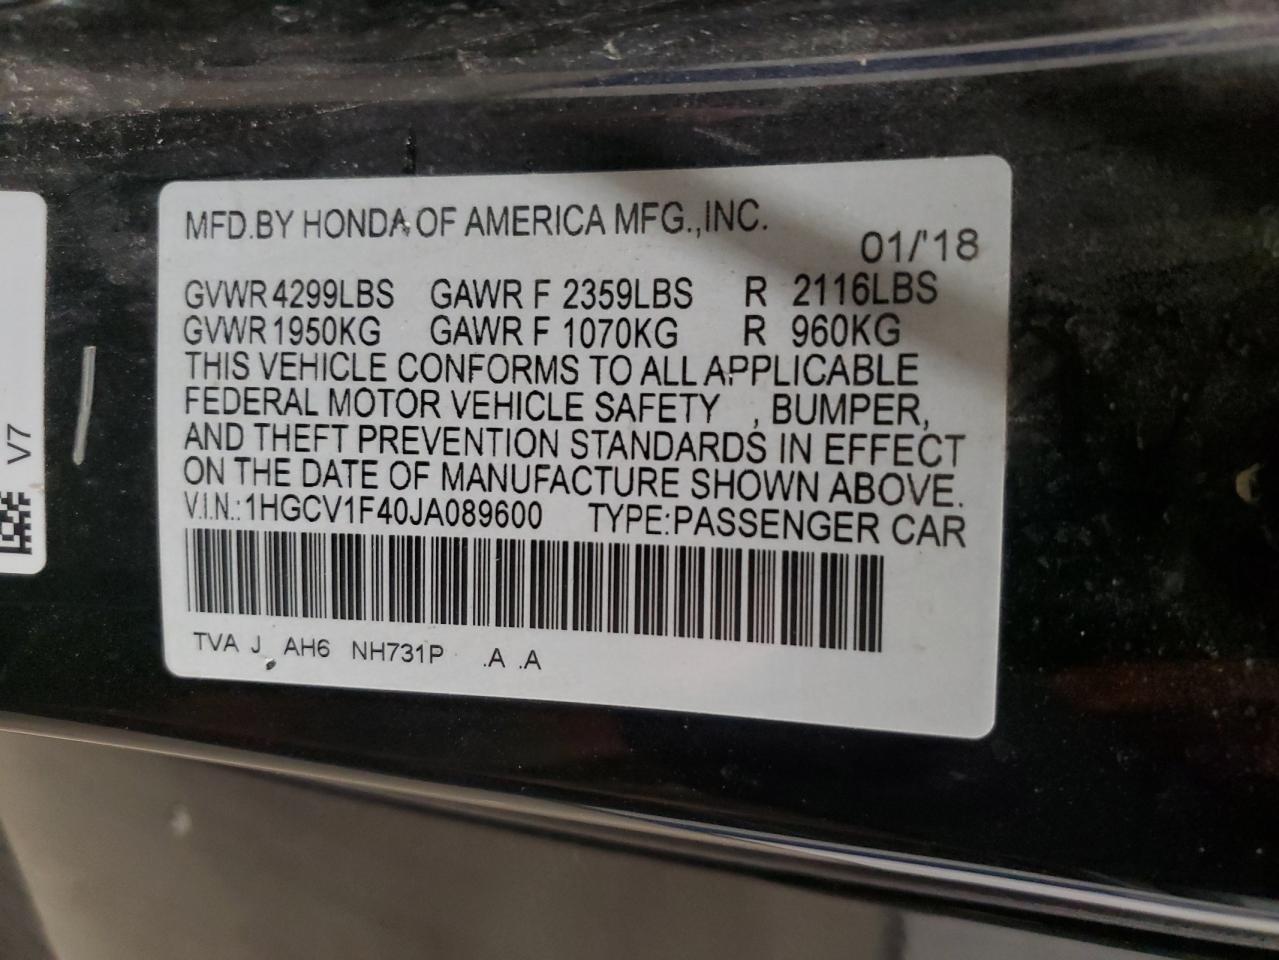 MFD.BY HONDA OF AMERICA MFG.,INC.
01/'18
GVWR 4299LBS GAWR F 2359LBS R 2116LBS
GVWR 1950KG GAWR F 1070KG R 960KG
THIS VEHICLE CONFORMS TO ALL APPLICABLE
FEDERAL MOTOR VEHICLE SAFETY , BUMPER,
AND THEFT PREVENTION STANDARDS IN EFFECT
ON THE DATE OF MANUFACTURE SHOWN ABOVE.
V.I.N.:1HGCV1F40JA089600 TYPE:PASSENGER CAR
TVA J AH6 NH731P .A .A
V7